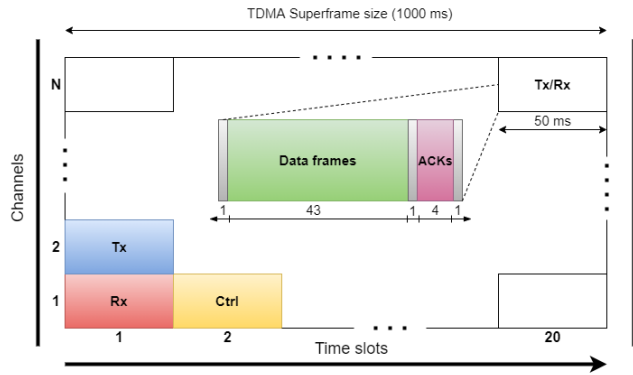 TDMA Superframe size (1000 ms)
N
Tx/Rx
50 ms
Data frames
ACKs
1
43
1
4
1
Channels
2
Tx
1
Rx
Ctrl
1
2
20
Time slots